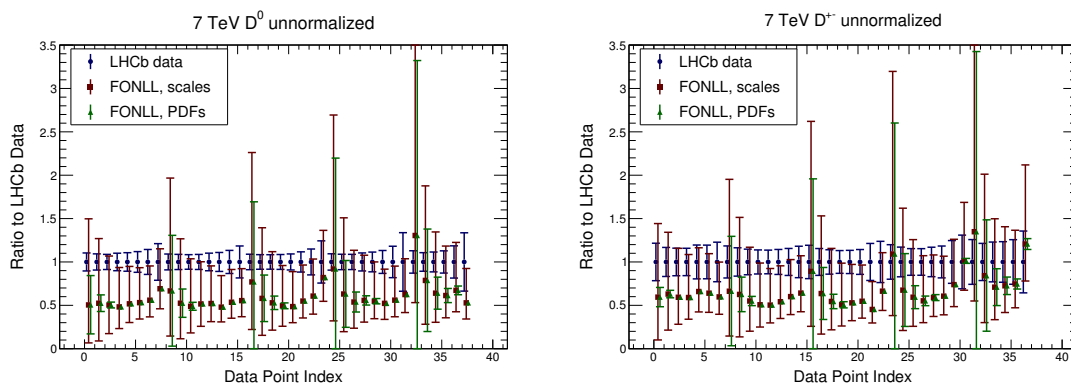 7 TeV D⁰ unnormalized
Ratio to LHCb Data
3.5
3
2.5
2
1.5
1
0.5
0
LHCb data
FONLL, scales
FONLL, PDFs
0 5 10 15 20 25 30 35 40
Data Point Index
7 TeV D⁺⁻ unnormalized
Ratio to LHCb Data
3.5
3
2.5
2
1.5
1
0.5
0
LHCb data
FONLL, scales
FONLL, PDFs
0 5 10 15 20 25 30 35 40
Data Point Index